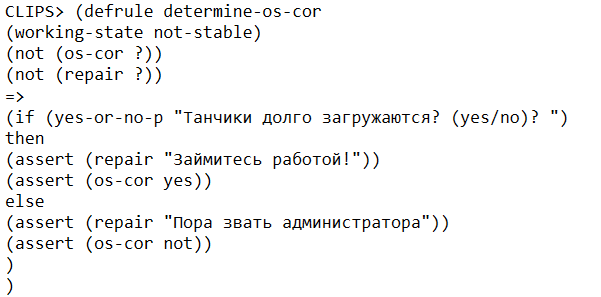 CLIPS> (defrule determine-os-cor
(working-state not-stable)
(not (os-cor ?))
(not (repair ?))
=>
(if (yes-or-no-p "Танчики долго загружаются? (yes/no)? ")
then
(assert (repair "Займитесь работой!"))
(assert (os-cor yes))
else
(assert (repair "Пора звать администратора"))
(assert (os-cor not))
)
)